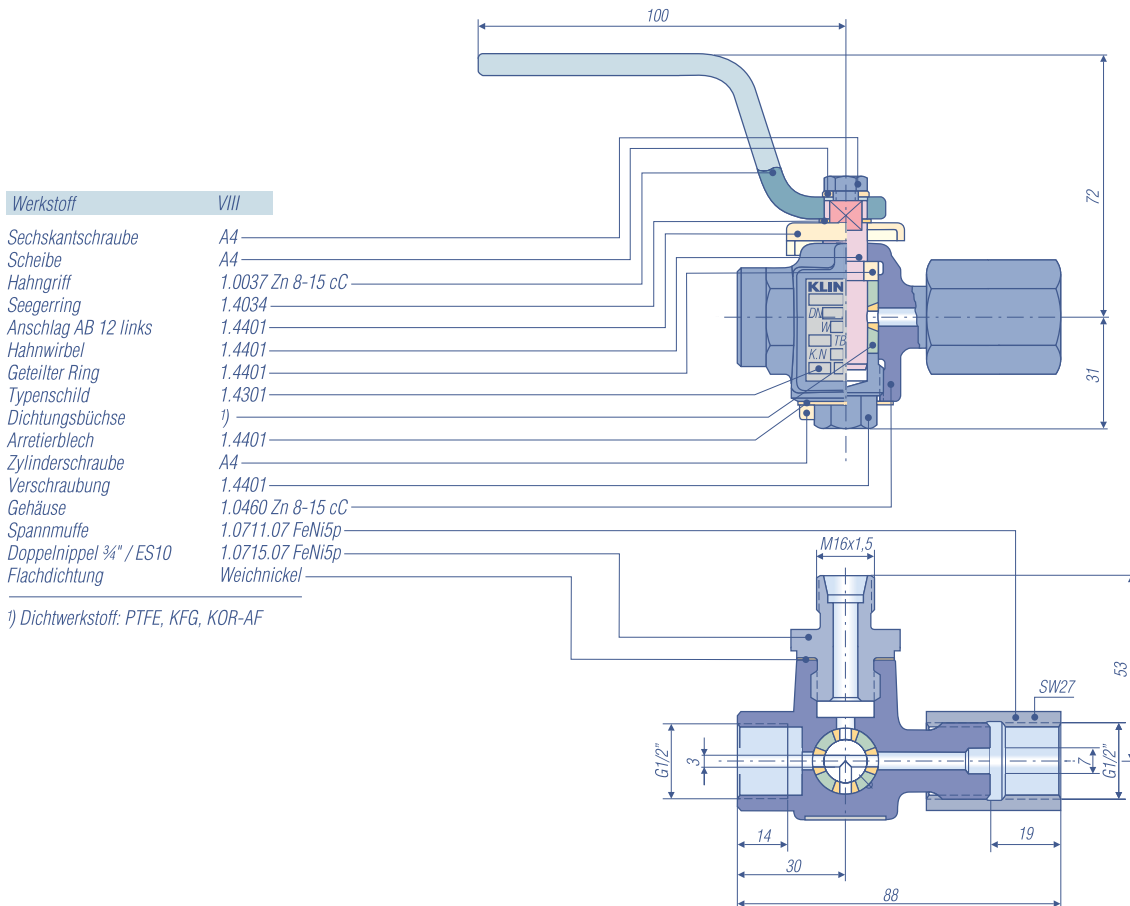 100
72
31
Werkstoff VIII
Sechskantschraube A4
Scheibe A4
Hahngriff 1.0037 Zn 8-15 cC
Seegerring 1.4034
Anschlag AB 12 links 1.4401
Hahnwirbel 1.4401
Geteilter Ring 1.4401
Typenschild 1.4301
Dichtungsbüchse ¹)
Arretierblech 1.4401
Zylinderschraube A4
Verschraubung 1.4401
Gehäuse 1.0460 Zn 8-15 cC
Spannmuffe 1.0711.07 FeNi5p
Doppelnippel ¾" / ES10 1.0715.07 FeNi5p
Flachdichtung Weichnickel
¹) Dichtwerkstoff: PTFE, KFG, KOR-AF
KLIN
DN
W
TB
K.N
M16x1,5
53
SW27
G1/2"
3
7
G1/2"
14
19
30
88